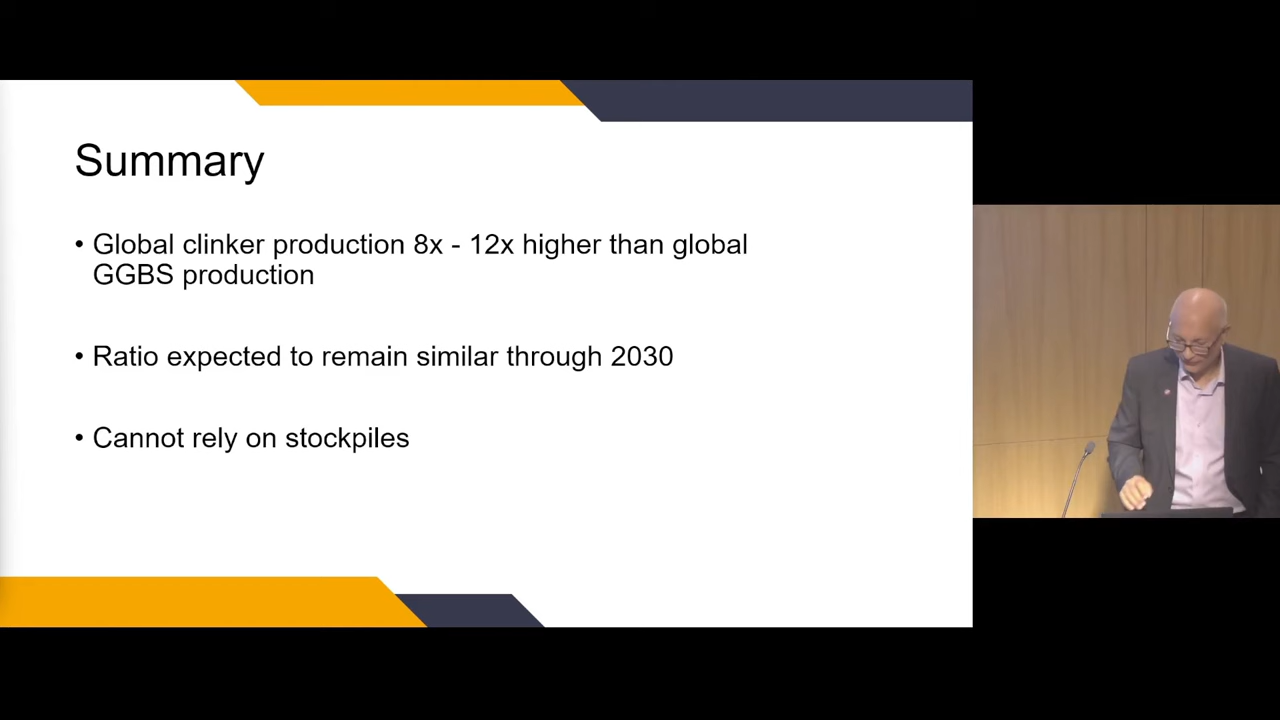 Summary
• Global clinker production 8x - 12x higher than global
GGBS production
• Ratio expected to remain similar through 2030
• Cannot rely on stockpiles